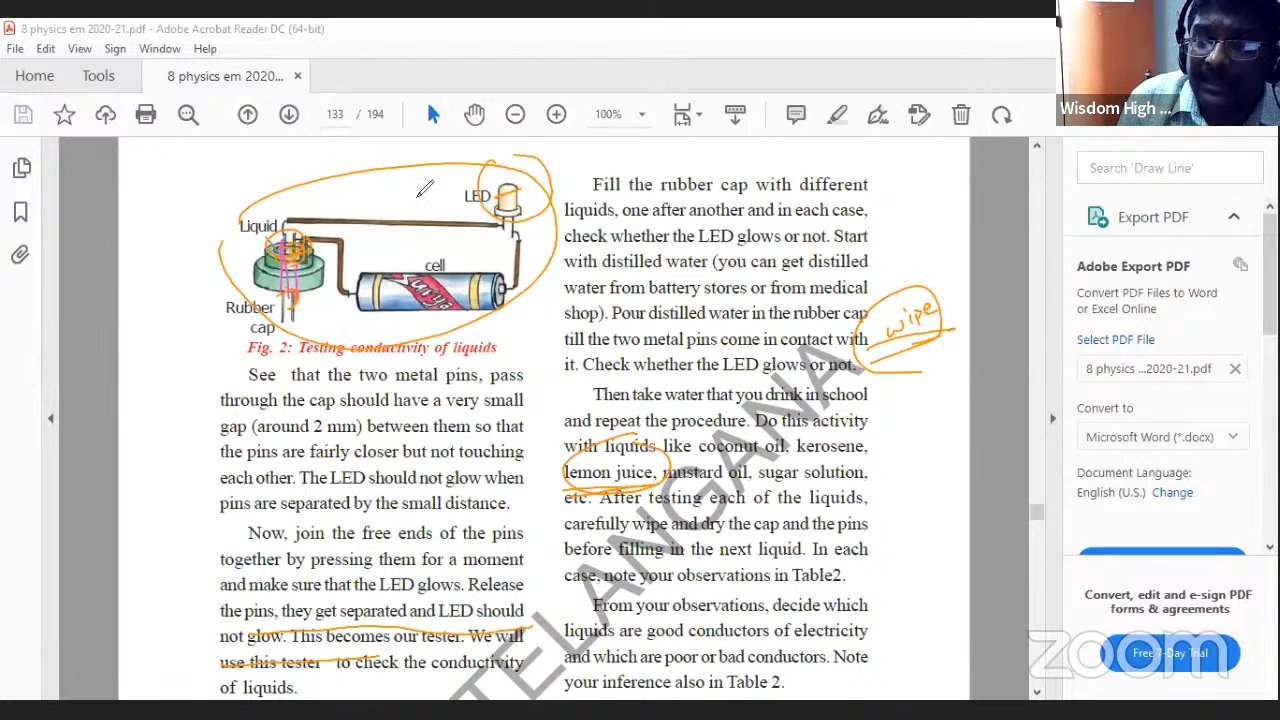 8 physics em 2020-21.pdf - Adobe Acrobat Reader DC (64-bit)
File Edit View Sign Window Help
Home Tools 8 physics em 2020... ×
133 / 194 100%
Wisdom High ...
LED
Liquid
cell
Rubber
cap
Fig. 2: Testing conductivity of liquids
See that the two metal pins, pass
through the cap should have a very small
gap (around 2 mm) between them so that
the pins are fairly closer but not touching
each other. The LED should not glow when
pins are separated by the small distance.
Now, join the free ends of the pins
together by pressing them for a moment
and make sure that the LED glows. Release
the pins, they get separated and LED should
not glow. This becomes our tester. We will
use this tester to check the conductivity
of liquids.
Fill the rubber cap with different
liquids, one after another and in each case,
check whether the LED glows or not. Start
with distilled water (you can get distilled
water from battery stores or from medical
shop). Pour distilled water in the rubber cap
till the two metal pins come in contact with
it. Check whether the LED glows or not.
wipe
Then take water that you drink in school
and repeat the procedure. Do this activity
with liquids like coconut oil, kerosene,
lemon juice, mustard oil, sugar solution,
etc. After testing each of the liquids,
carefully wipe and dry the cap and the pins
before filling in the next liquid. In each
case, note your observations in Table2.
From your observations, decide which
liquids are good conductors of electricity
and which are poor or bad conductors. Note
your inference also in Table 2.
TELANGANA
Search 'Draw Line'
Export PDF
Adobe Export PDF
Convert PDF Files to Word
or Excel Online
Select PDF File
8 physics ...2020-21.pdf
Convert to
Microsoft Word (*.docx)
Document Language:
English (U.S.) Change
Convert, edit and e-sign PDF
forms & agreements
Free 7-Day Trial
zoom